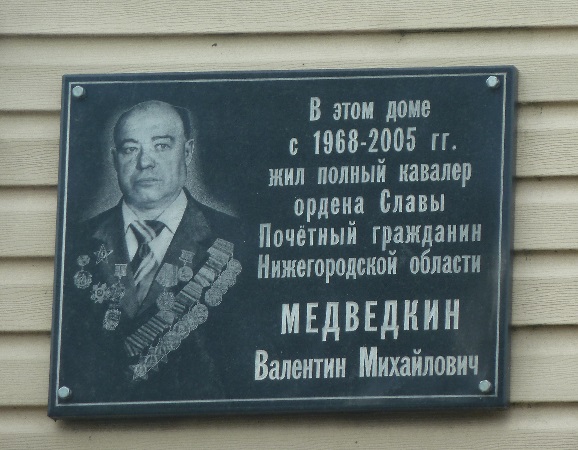 В этом доме
с 1968-2005 гг.
жил полный кавалер
ордена Славы
Почётный гражданин
Нижегородской области
МЕДВЕДКИН
Валентин Михайлович